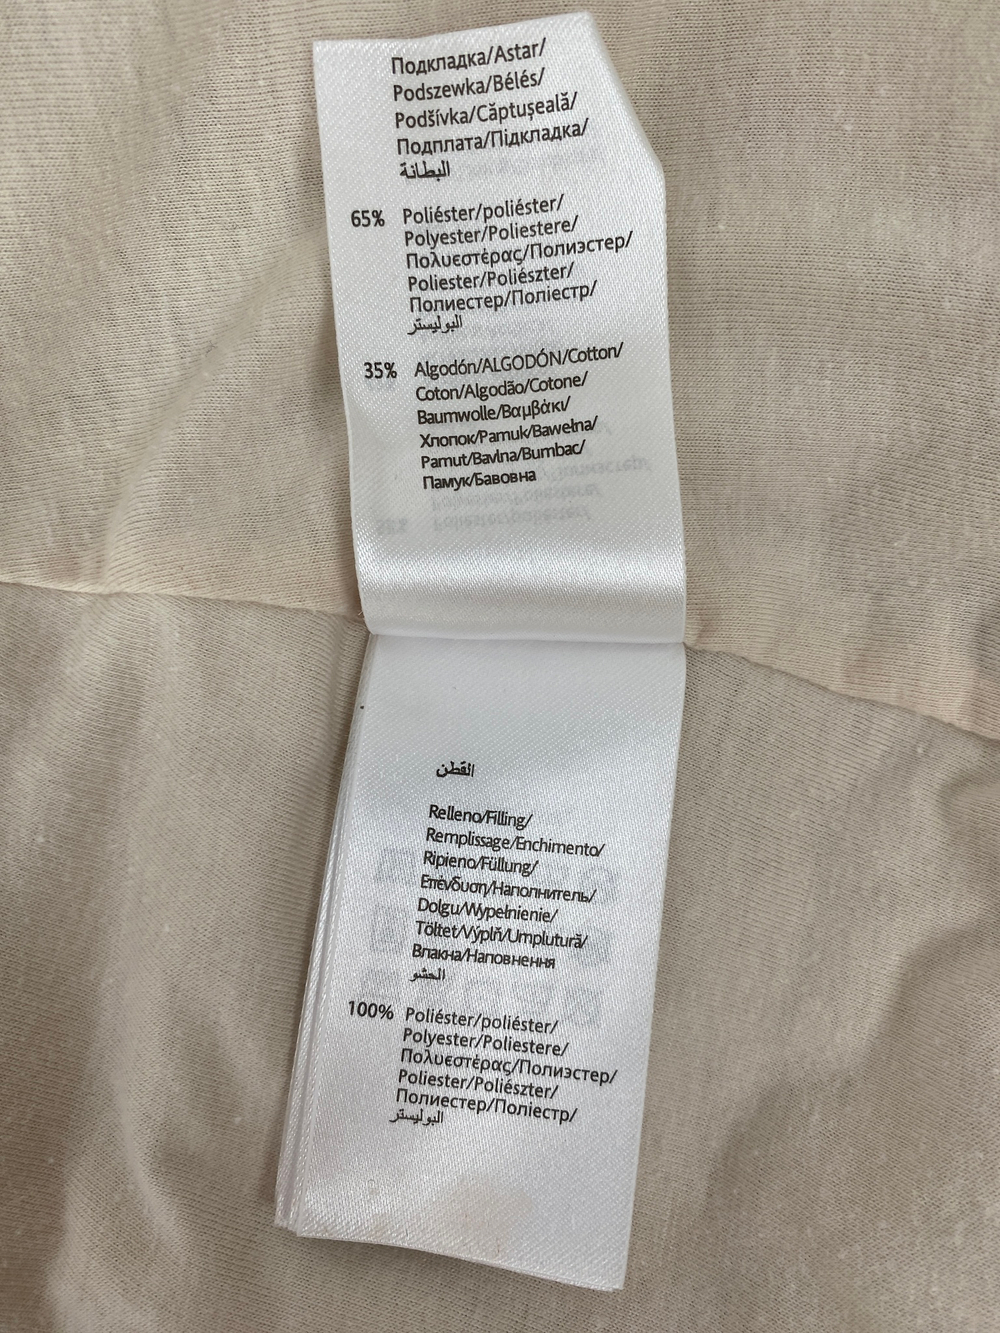 Подкладка/Astar/
Podszewka/Bélés/
Podšívka/Căptuşeală/
Подплата/Підкладка/
البطانة
65% Poliéster/poliéster/
Polyester/Poliestere/
Πολυεστέρας/Полиэстер/
Poliester/Poliészter/
Полиестер/Поліестр/
البوليستر
35% Algodón/ALGODÓN/Cotton/
Coton/Algodão/Cotone/
Baumwolle/Βαμβάκι/
Хлопок/Pamuk/Bawełna/
Pamut/Bavlna/Bumbac/
Памук/Бавовна
القطن
Relleno/Filling/
Remplissage/Enchimento/
Ripieno/Füllung/
Επένδυση/Наполнитель/
Dolgu/Wypełnienie/
Töltet/Výplň/Umplutură/
Влакна/Наповнення
الحشو
100% Poliéster/poliéster/
Polyester/Poliestere/
Πολυεστέρας/Полиэстер/
Poliester/Poliészter/
Полиестер/Поліестр/
البوليستر